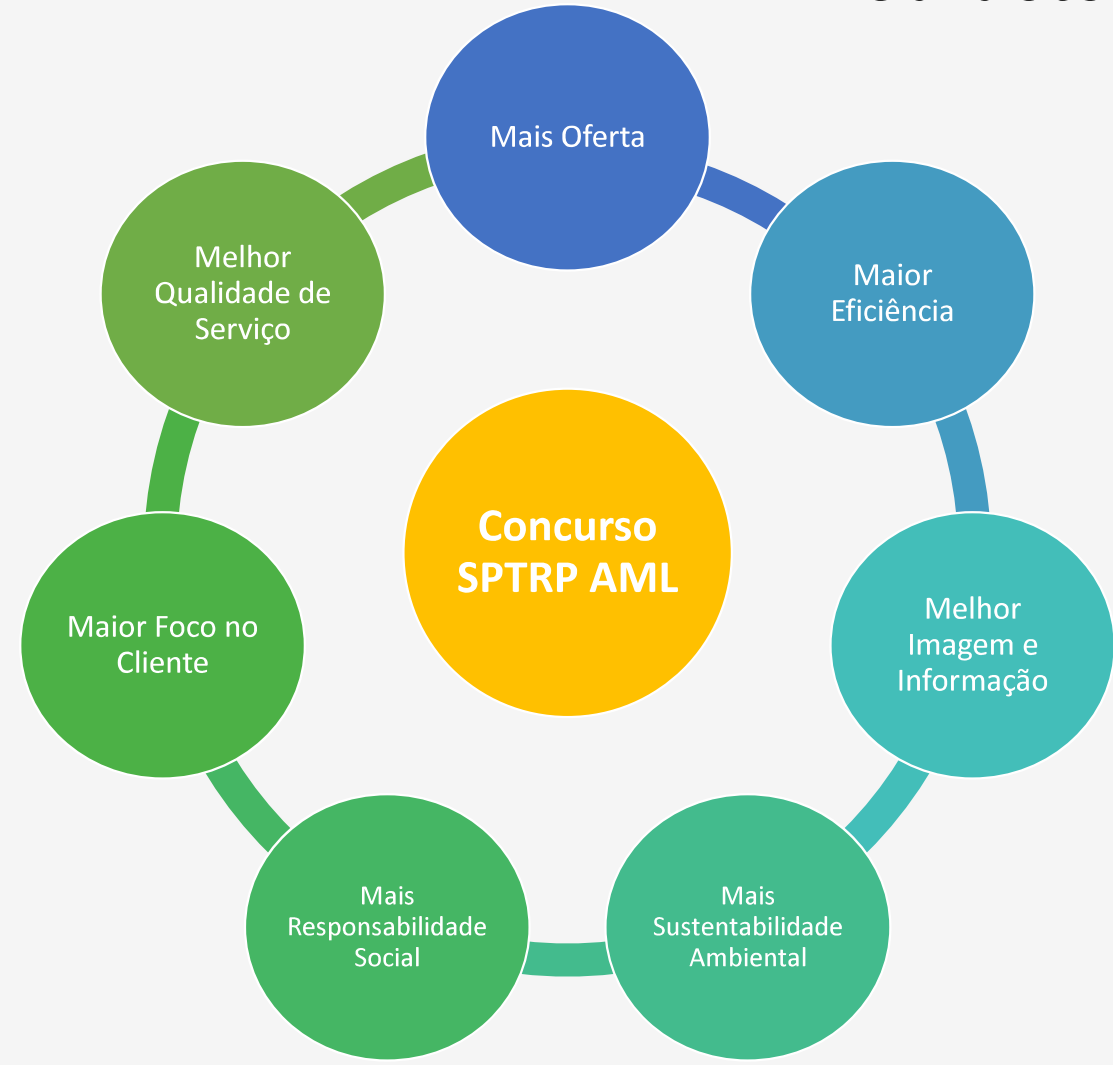 Mais Oferta
Maior
Eficiência
Melhor
Imagem e
Informação
Mais
Sustentabilidade
Ambiental
Mais
Responsabilidade
Social
Maior Foco no
Cliente
Melhor
Qualidade de
Serviço
Concurso
SPTRP AML